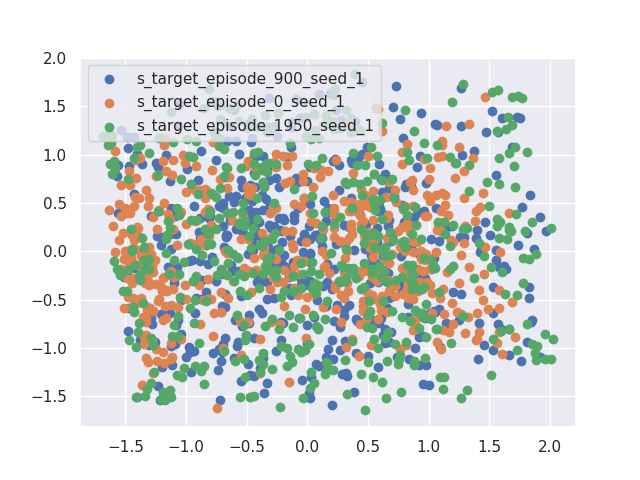 2.0
s_target_episode_900_seed_1
1.5
s_target_episode_0_seed_1
s_target_episode_1950_seed_1
1.0
0.5
0.0
−0.5
−1.0
−1.5
−1.5 −1.0 −0.5 0.0 0.5 1.0 1.5 2.0